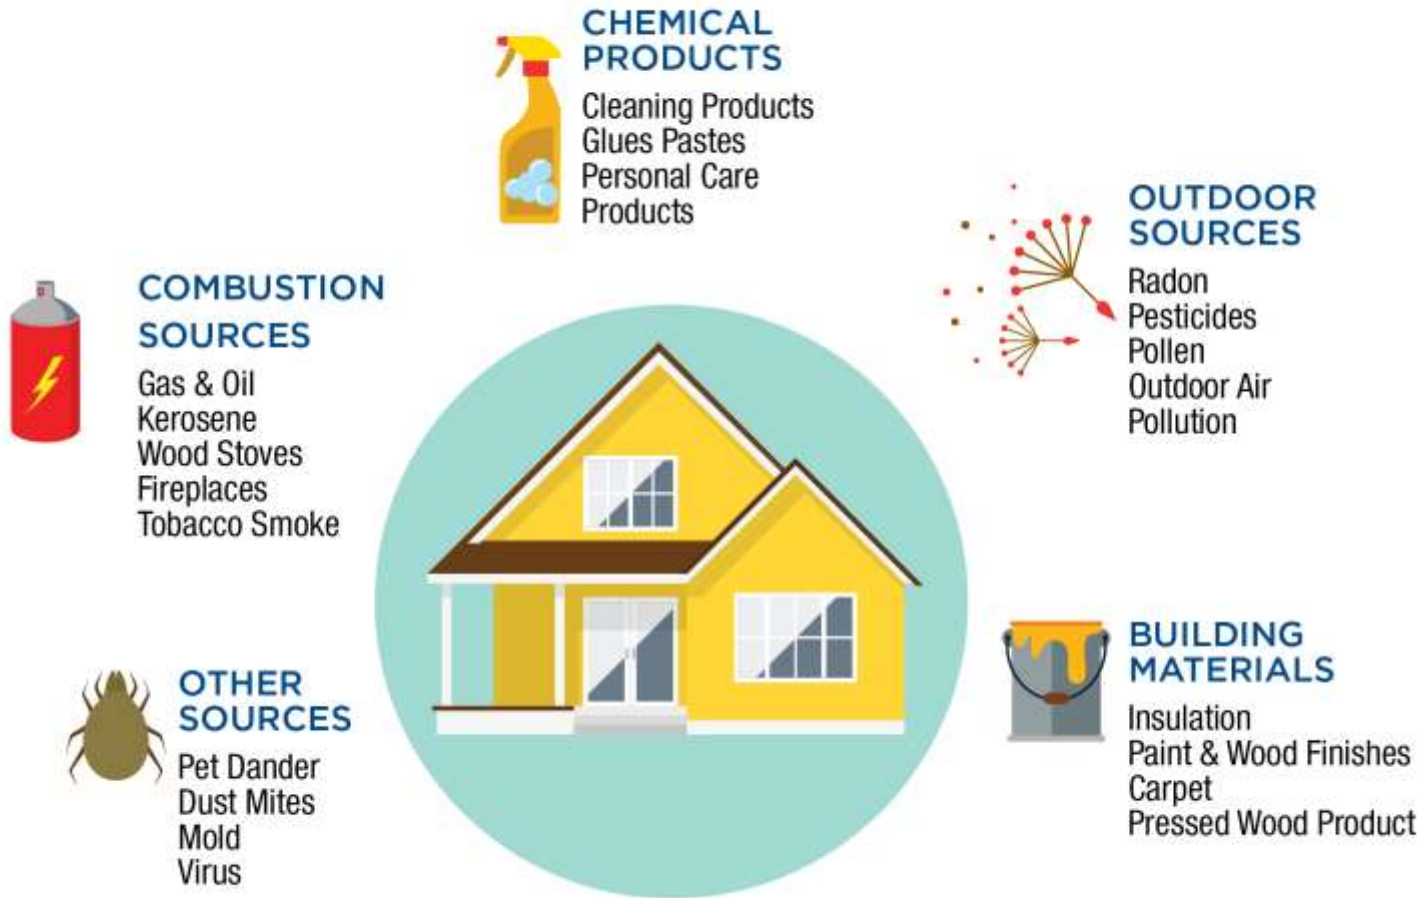 CHEMICAL
PRODUCTS
Cleaning Products
Glues Pastes
Personal Care
Products
OUTDOOR
SOURCES
Radon
Pesticides
Pollen
Outdoor Air
Pollution
COMBUSTION
SOURCES
Gas & Oil
Kerosene
Wood Stoves
Fireplaces
Tobacco Smoke
BUILDING
MATERIALS
Insulation
Paint & Wood Finishes
Carpet
Pressed Wood Product
OTHER
SOURCES
Pet Dander
Dust Mites
Mold
Virus